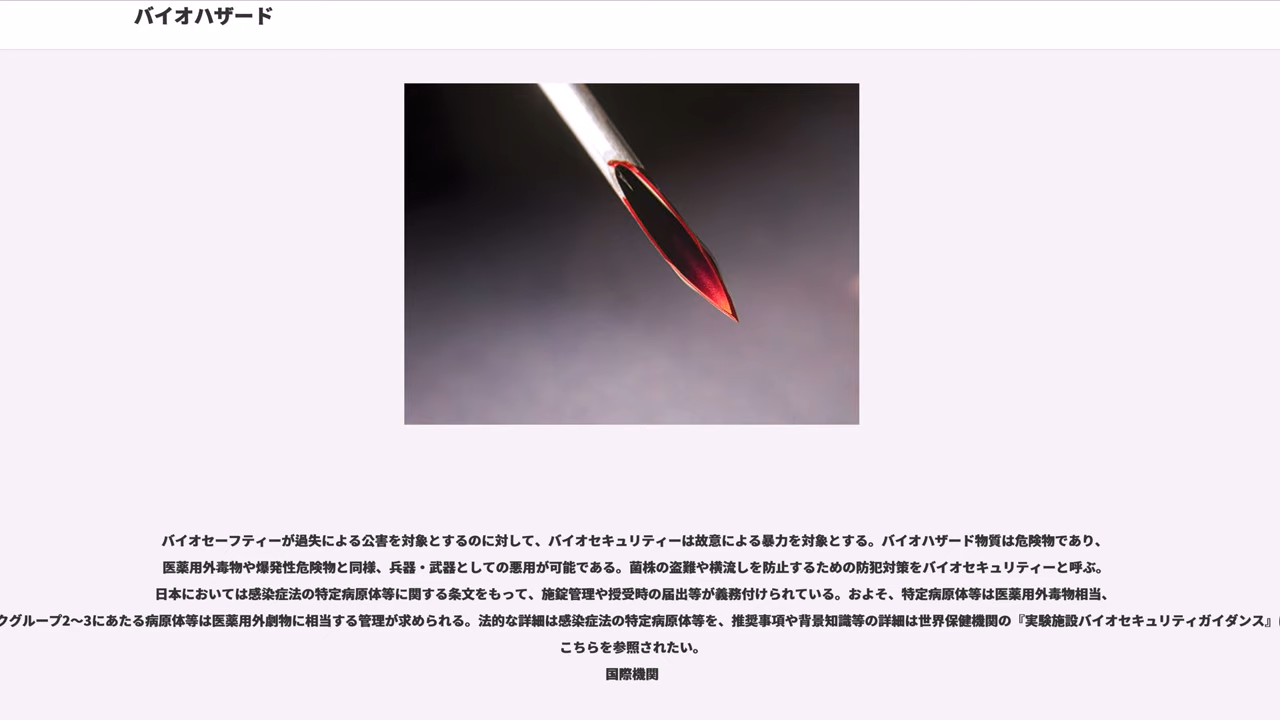 バイオハザード
バイオセーフティーが過失による公害を対象とするのに対して、バイオセキュリティーは故意による暴力を対象とする。バイオハザード物質は危険物であり、
医薬用外毒物や爆発性危険物と同様、兵器・武器としての悪用が可能である。菌株の盗難や横流しを防止するための防犯対策をバイオセキュリティーと呼ぶ。
日本においては感染症法の特定病原体等に関する条文をもって、施錠管理や授受時の届出等が義務付けられている。およそ、特定病原体等は医薬用外毒物相当、
クグループ2〜3にあたる病原体等は医薬用外劇物に相当する管理が求められる。法的な詳細は感染症法の特定病原体等を、推奨事項や背景知識等の詳細は世界保健機関の『実験施設バイオセキュリティガイダンス』
こちらを参照されたい。
国際機関